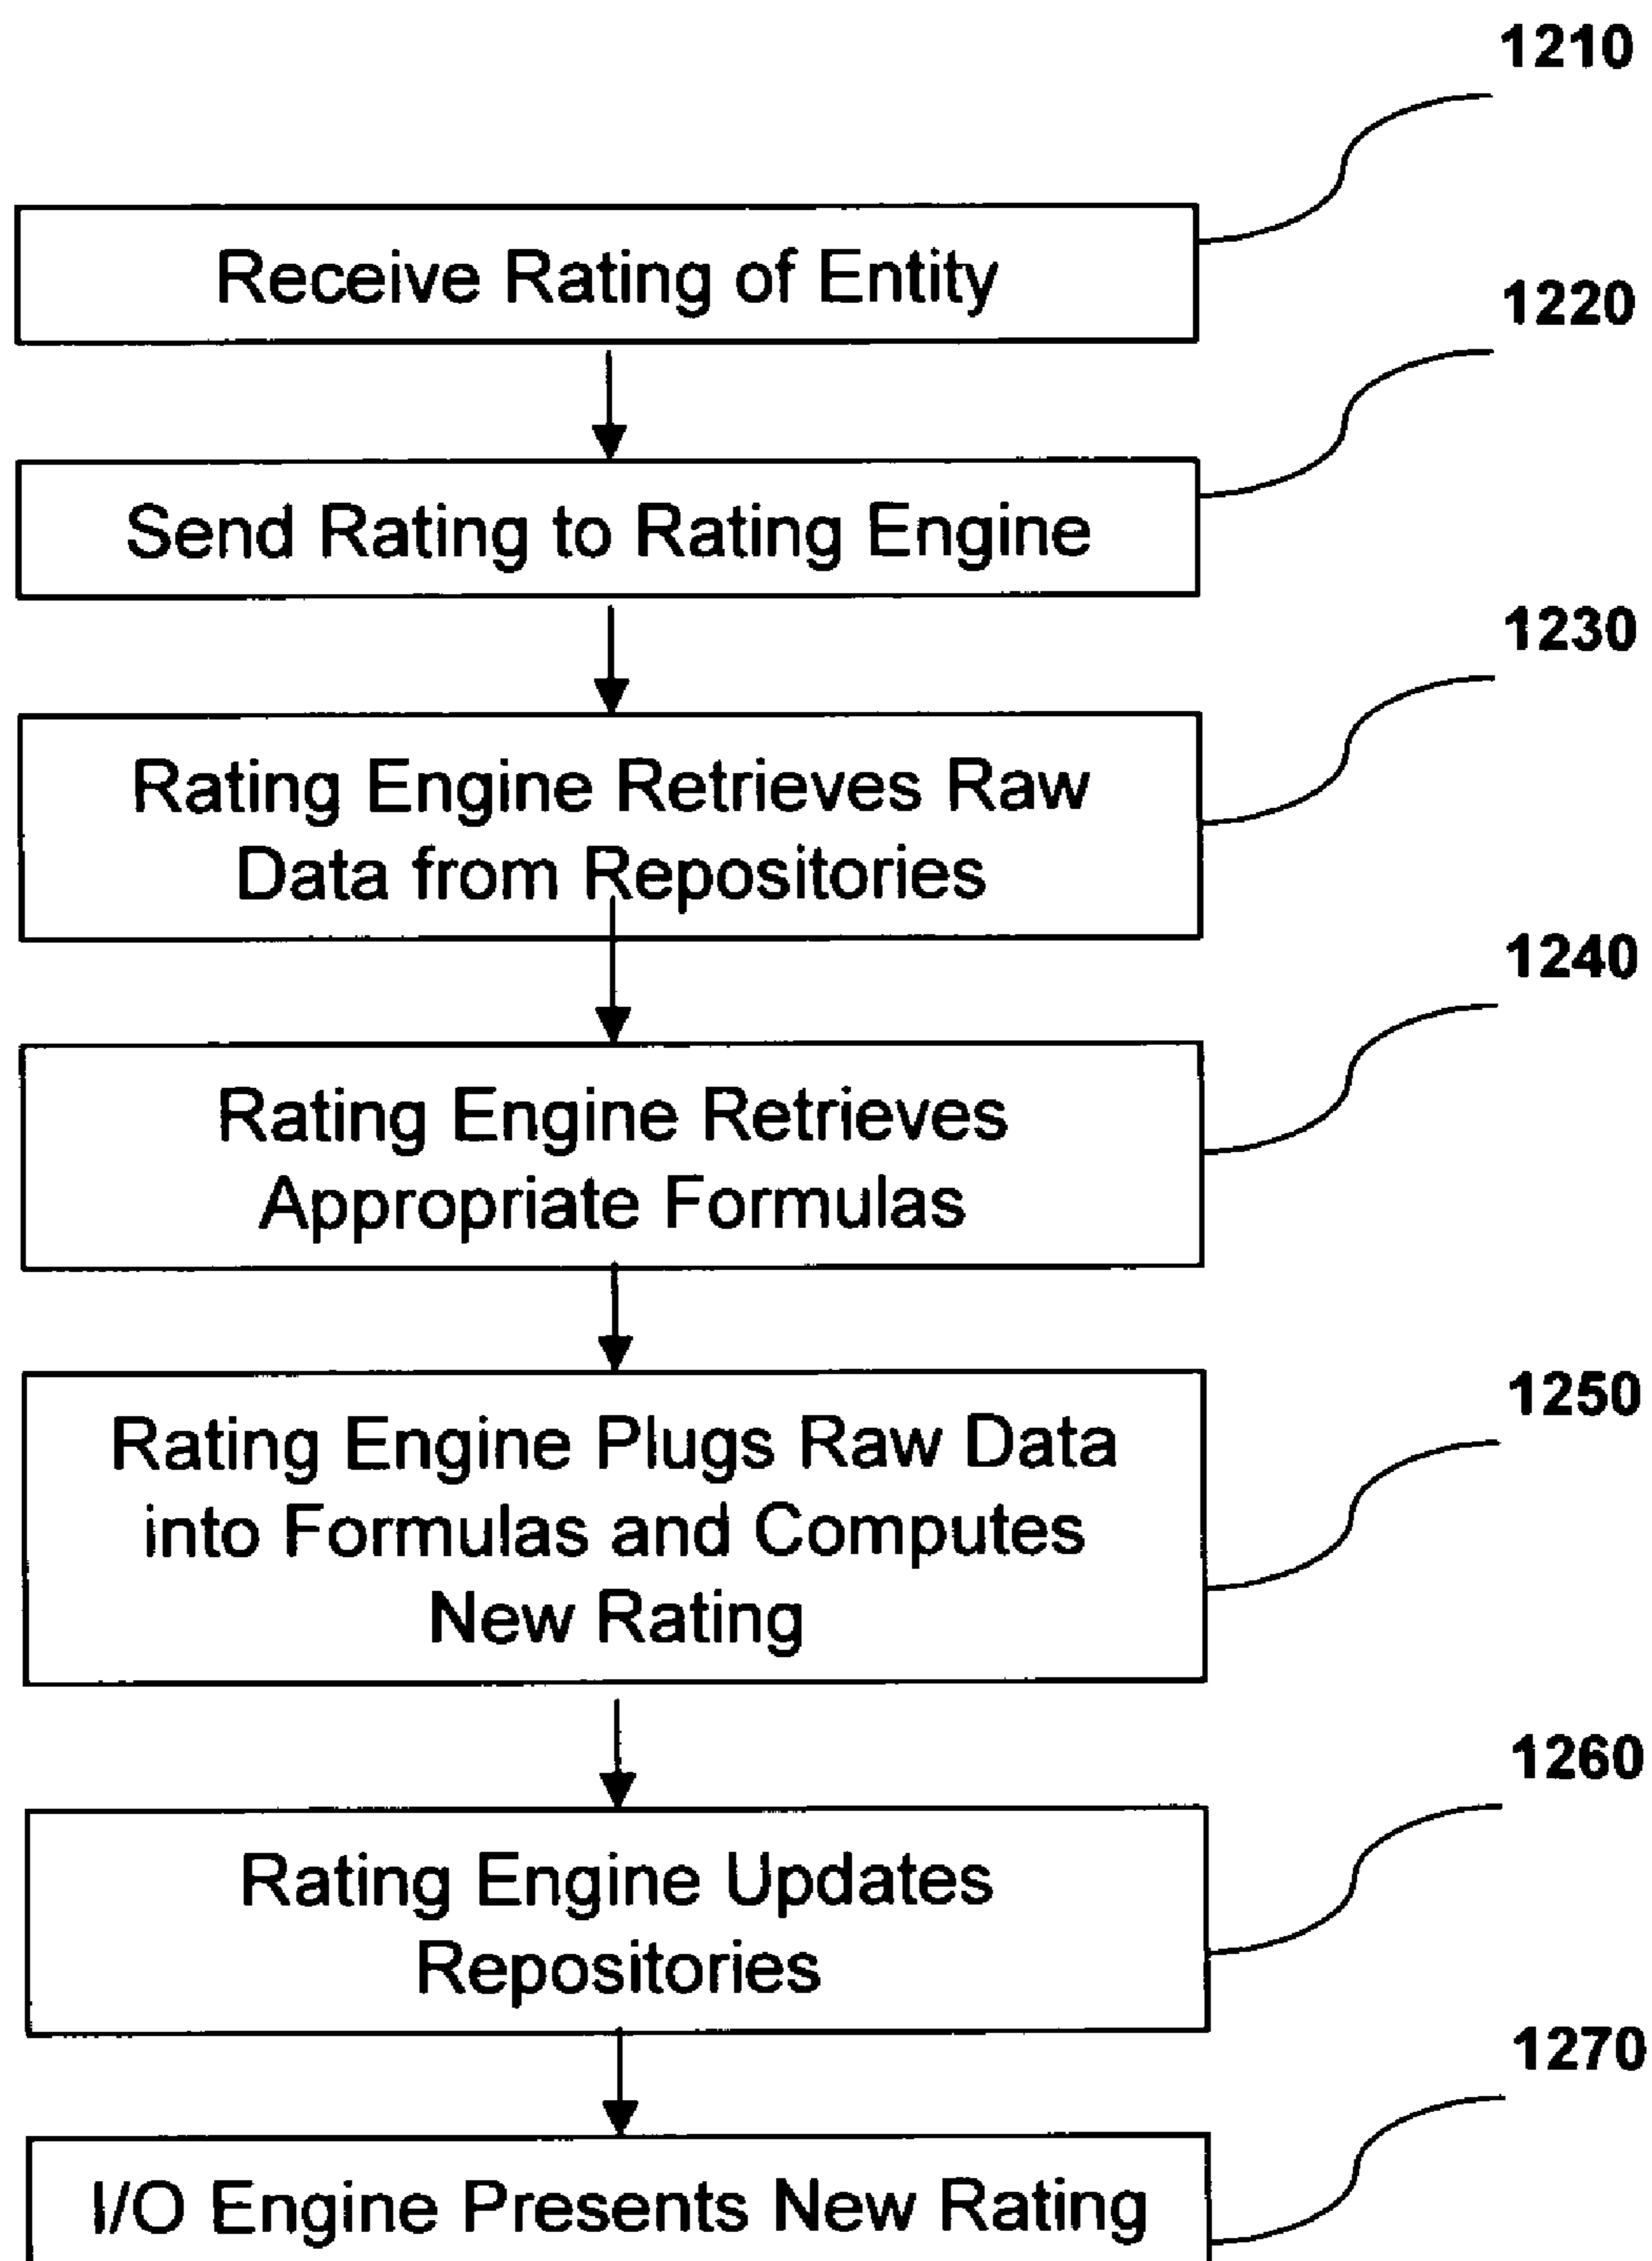 1210
Receive Rating of Entity
1220
Send Rating to Rating Engine
1230
Rating Engine Retrieves Raw
Data from Repositories
1240
Rating Engine Retrieves
Appropriate Formulas
1250
Rating Engine Plugs Raw Data
into Formulas and Computes
New Rating
1260
Rating Engine Updates
Repositories
1270
I/O Engine Presents New Rating